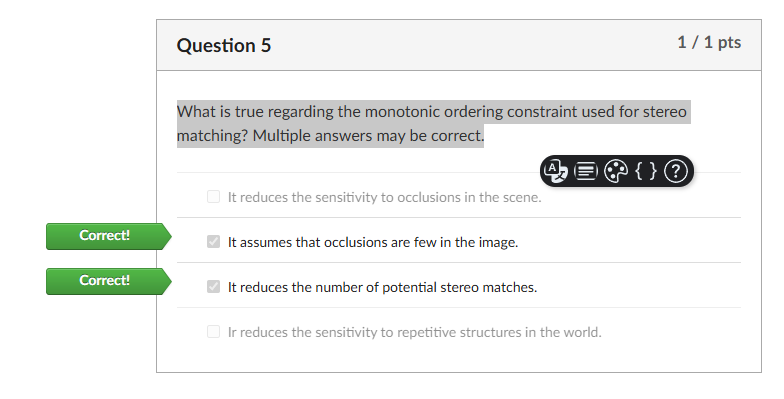 Question 5
1 / 1 pts
What is true regarding the monotonic ordering constraint used for stereo
matching? Multiple answers may be correct.
It reduces the sensitivity to occlusions in the scene.
Correct!
It assumes that occlusions are few in the image.
Correct!
It reduces the number of potential stereo matches.
Ir reduces the sensitivity to repetitive structures in the world.